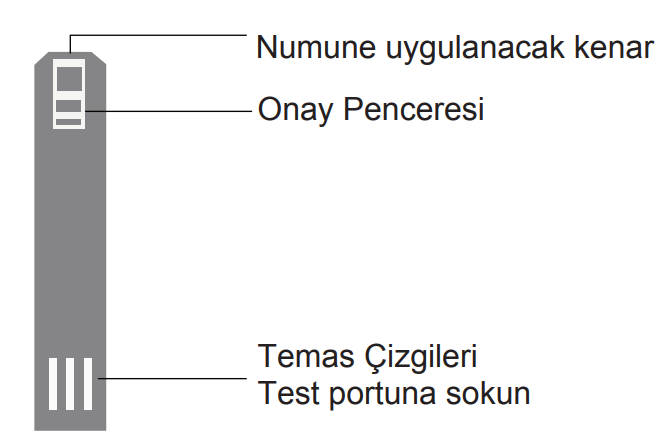 Numune uygulanacak kenar
Onay Penceresi
Temas Çizgileri
Test portuna sokun